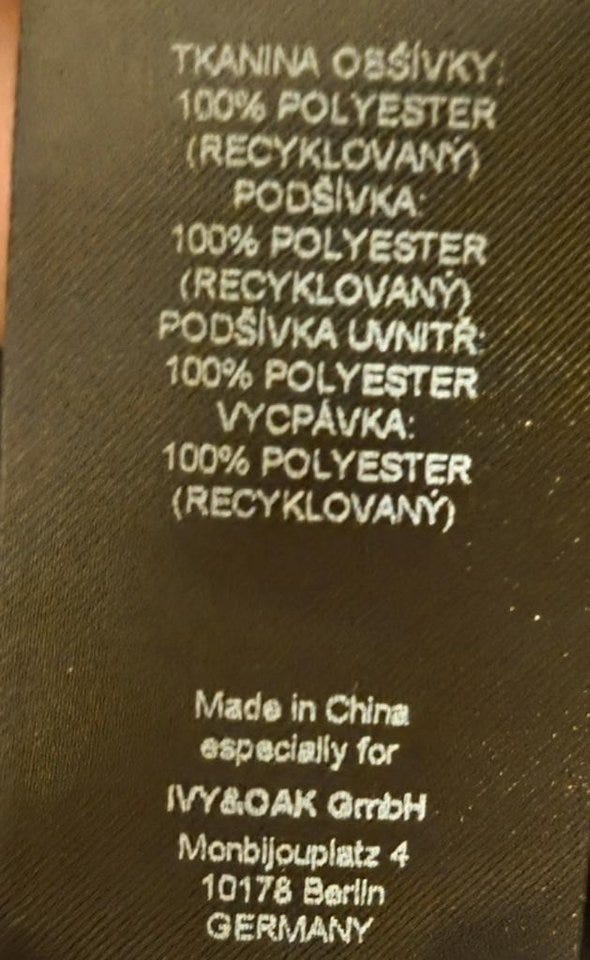 TKANINA OBŠÍVKY:
100% POLYESTER
(RECYKLOVANÝ)
PODŠÍVKA:
100% POLYESTER
(RECYKLOVANÝ)
PODŠÍVKA UVNITŘ:
100% POLYESTER
VYCPÁVKA:
100% POLYESTER
(RECYKLOVANÝ)
Made in China
especially for
IVY&OAK GmbH
Monbijouplatz 4
10178 Berlin
GERMANY